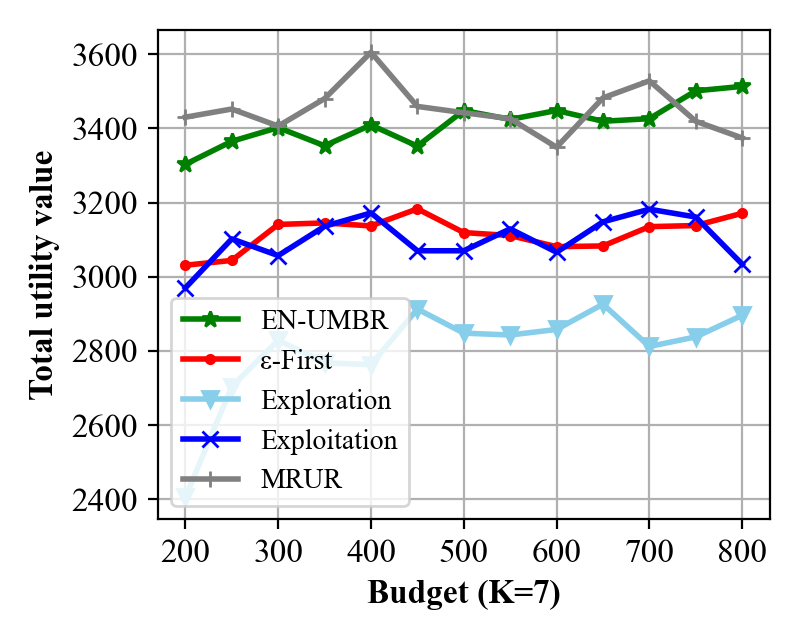 Total utility value
3600
3400
3200
3000
2800
2600
2400
EN-UMBR
ε-First
Exploration
Exploitation
MRUR
200 300 400 500 600 700 800
Budget (K=7)